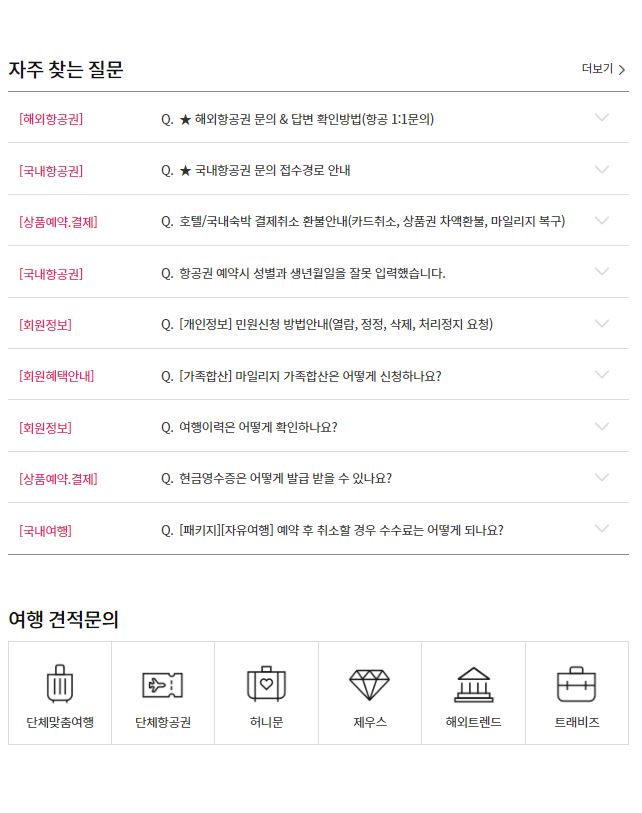 자주 찾는 질문
더보기
[해외항공권] Q. ★ 해외항공권 문의 & 답변 확인방법(항공 1:1문의)
[국내항공권] Q. ★ 국내항공권 문의 접수경로 안내
[상품예약.결제] Q. 호텔/국내숙박 결제취소 환불안내(카드취소, 상품권 차액환불, 마일리지 복구)
[국내항공권] Q. 항공권 예약시 성별과 생년월일을 잘못 입력했습니다.
[회원정보] Q. [개인정보] 민원신청 방법안내(열람, 정정, 삭제, 처리정지 요청)
[회원혜택안내] Q. [가족합산] 마일리지 가족합산은 어떻게 신청하나요?
[회원정보] Q. 여행이력은 어떻게 확인하나요?
[상품예약.결제] Q. 현금영수증은 어떻게 발급 받을 수 있나요?
[국내여행] Q. [패키지][자유여행] 예약 후 취소할 경우 수수료는 어떻게 되나요?
여행 견적문의
단체맞춤여행
단체항공권
허니문
제우스
해외트렌드
트래비즈